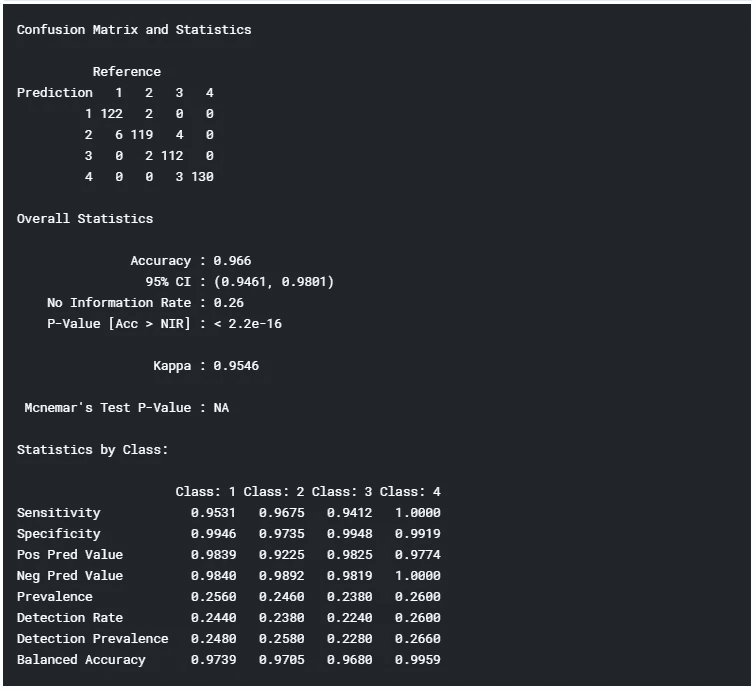 Confusion Matrix and Statistics
Reference
Prediction 1 2 3 4
1 122 2 0 0
2 6 119 4 0
3 0 2 112 0
4 0 0 3 130
Overall Statistics
Accuracy : 0.966
95% CI : (0.9461, 0.9801)
No Information Rate : 0.26
P-Value [Acc > NIR] : < 2.2e-16
Kappa : 0.9546
Mcnemar's Test P-Value : NA
Statistics by Class:
Class: 1 Class: 2 Class: 3 Class: 4
Sensitivity 0.9531 0.9675 0.9412 1.0000
Specificity 0.9946 0.9735 0.9948 0.9919
Pos Pred Value 0.9839 0.9225 0.9825 0.9774
Neg Pred Value 0.9840 0.9892 0.9819 1.0000
Prevalence 0.2560 0.2460 0.2380 0.2600
Detection Rate 0.2440 0.2380 0.2240 0.2600
Detection Prevalence 0.2480 0.2580 0.2280 0.2660
Balanced Accuracy 0.9739 0.9705 0.9680 0.9959